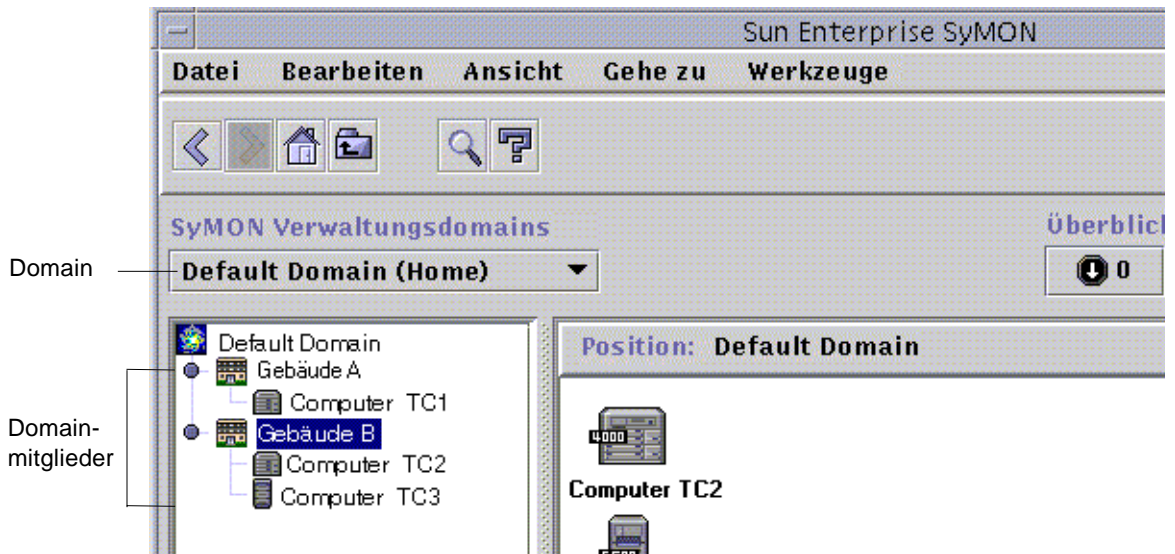 Sun Enterprise SyMON
Datei Bearbeiten Ansicht Gehe zu Werkzeuge
SyMON Verwaltungsdomains
Domain
Default Domain (Home)
0
Default Domain
Gebäude A
Computer TC1
Gebäude B
Computer TC2
Computer TC3
Domain-
mitglieder
Position: Default Domain
4000
Computer TC2